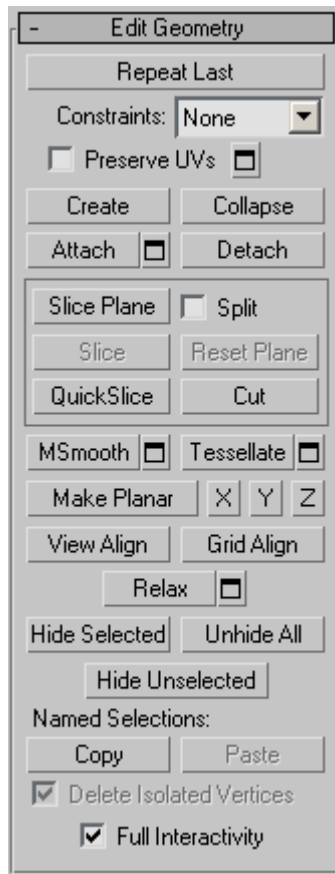 - Edit Geometry
Repeat Last
Constraints: None
Preserve UVs
Create Collapse
Attach Detach
Slice Plane Split
Slice Reset Plane
QuickSlice Cut
MSmooth Tessellate
Make Planar X Y Z
View Align Grid Align
Relax
Hide Selected Unhide All
Hide Unselected
Named Selections:
Copy Paste
Delete Isolated Vertices
Full Interactivity